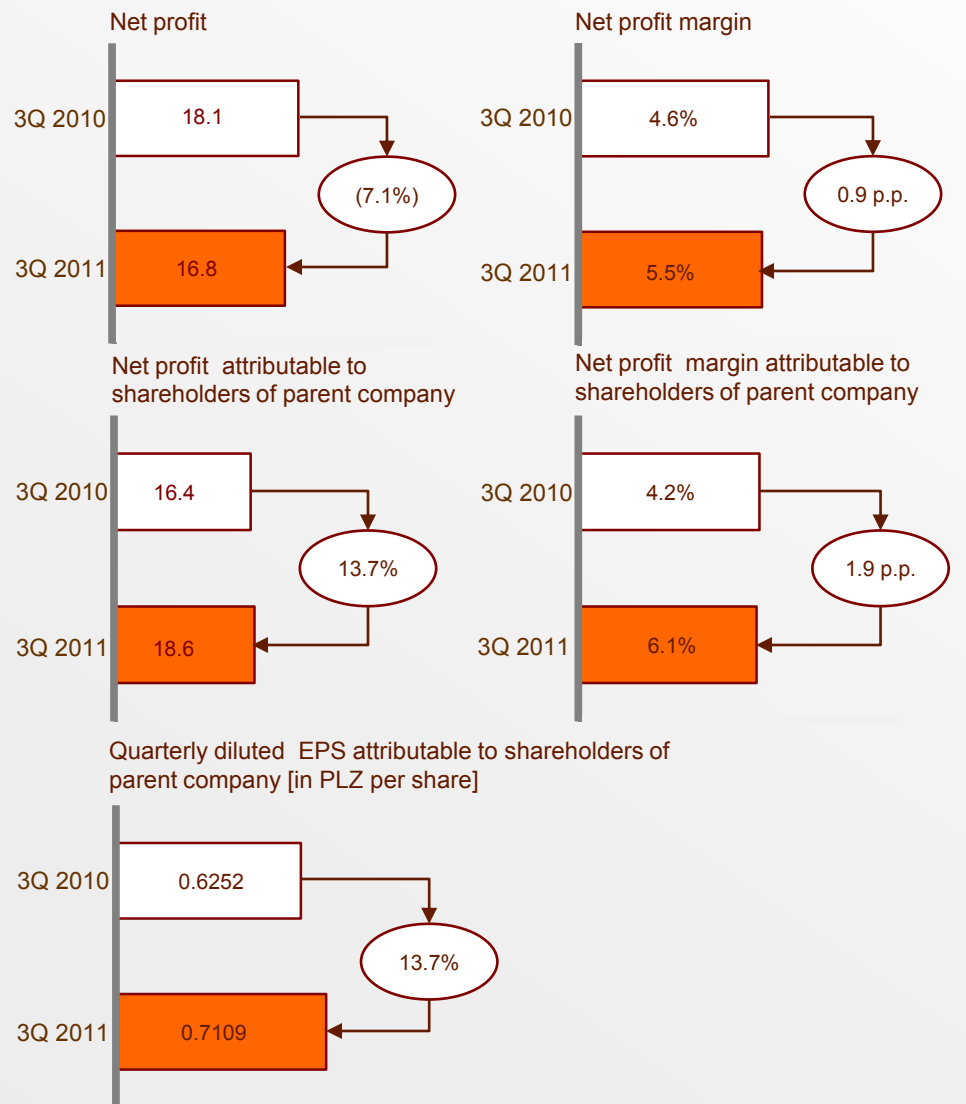 Net profit
3Q 2010
18.1
(7.1%)
3Q 2011
16.8
Net profit margin
3Q 2010
4.6%
0.9 p.p.
3Q 2011
5.5%
Net profit attributable to
shareholders of parent company
3Q 2010
16.4
13.7%
3Q 2011
18.6
Net profit margin attributable to
shareholders of parent company
3Q 2010
4.2%
1.9 p.p.
3Q 2011
6.1%
Quarterly diluted EPS attributable to shareholders of
parent company [in PLZ per share]
3Q 2010
0.6252
13.7%
3Q 2011
0.7109